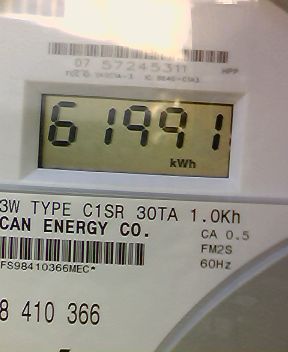 07 57245311
HPP
61991
kWh
3W TYPE C1SR 30TA 1.0Kh
CAN ENERGY CO.
CA 0.5
FM2S
FS98410366MEC*
60Hz
8 410 366